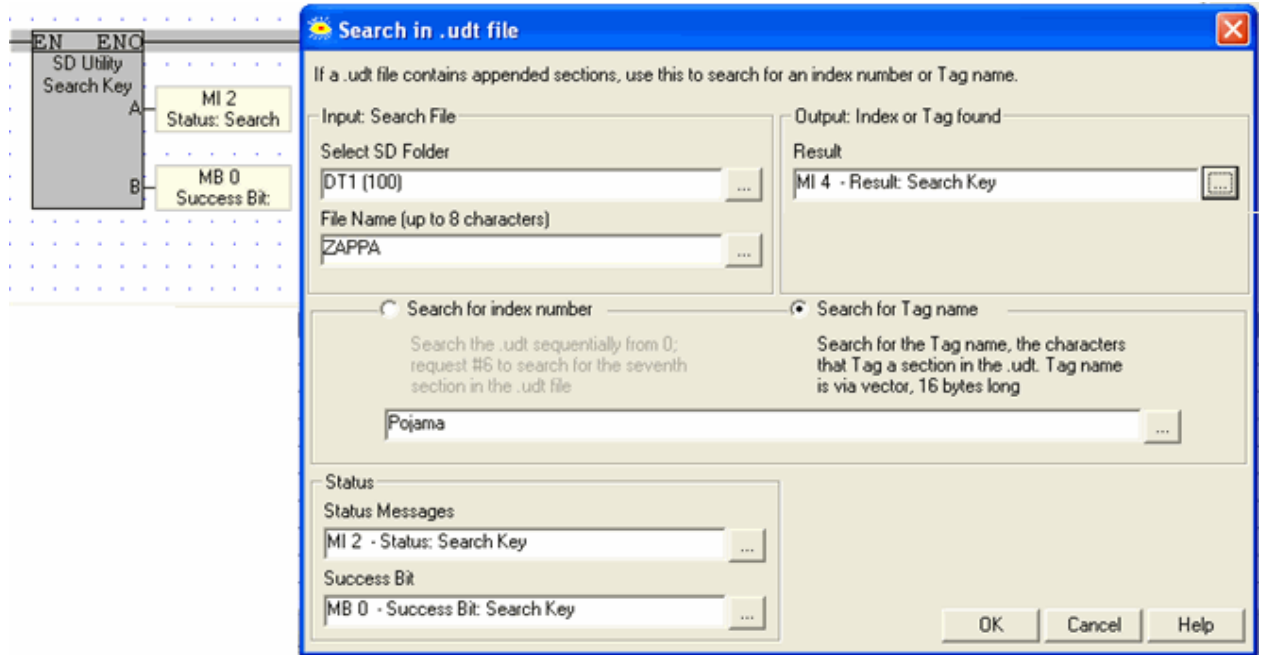 EN ENO
SD Utility
Search Key
A
MI 2
Status: Search
B
MB 0
Success Bit:
Search in .udt file
If a .udt file contains appended sections, use this to search for an index number or Tag name.
Input: Search File
Select SD Folder
DT1 (100)
...
File Name (up to 8 characters)
ZAPPA
...
Output: Index or Tag found
Result
MI 4 - Result: Search Key
...
Search for index number
Search the .udt sequentially from 0;
request #6 to search for the seventh
section in the .udt file
Search for Tag name
Search for the Tag name, the characters
that Tag a section in the .udt. Tag name
is via vector, 16 bytes long
Pojama
...
Status
Status Messages
MI 2 - Status: Search Key
...
Success Bit
MB 0 - Success Bit: Search Key
...
OK
Cancel
Help